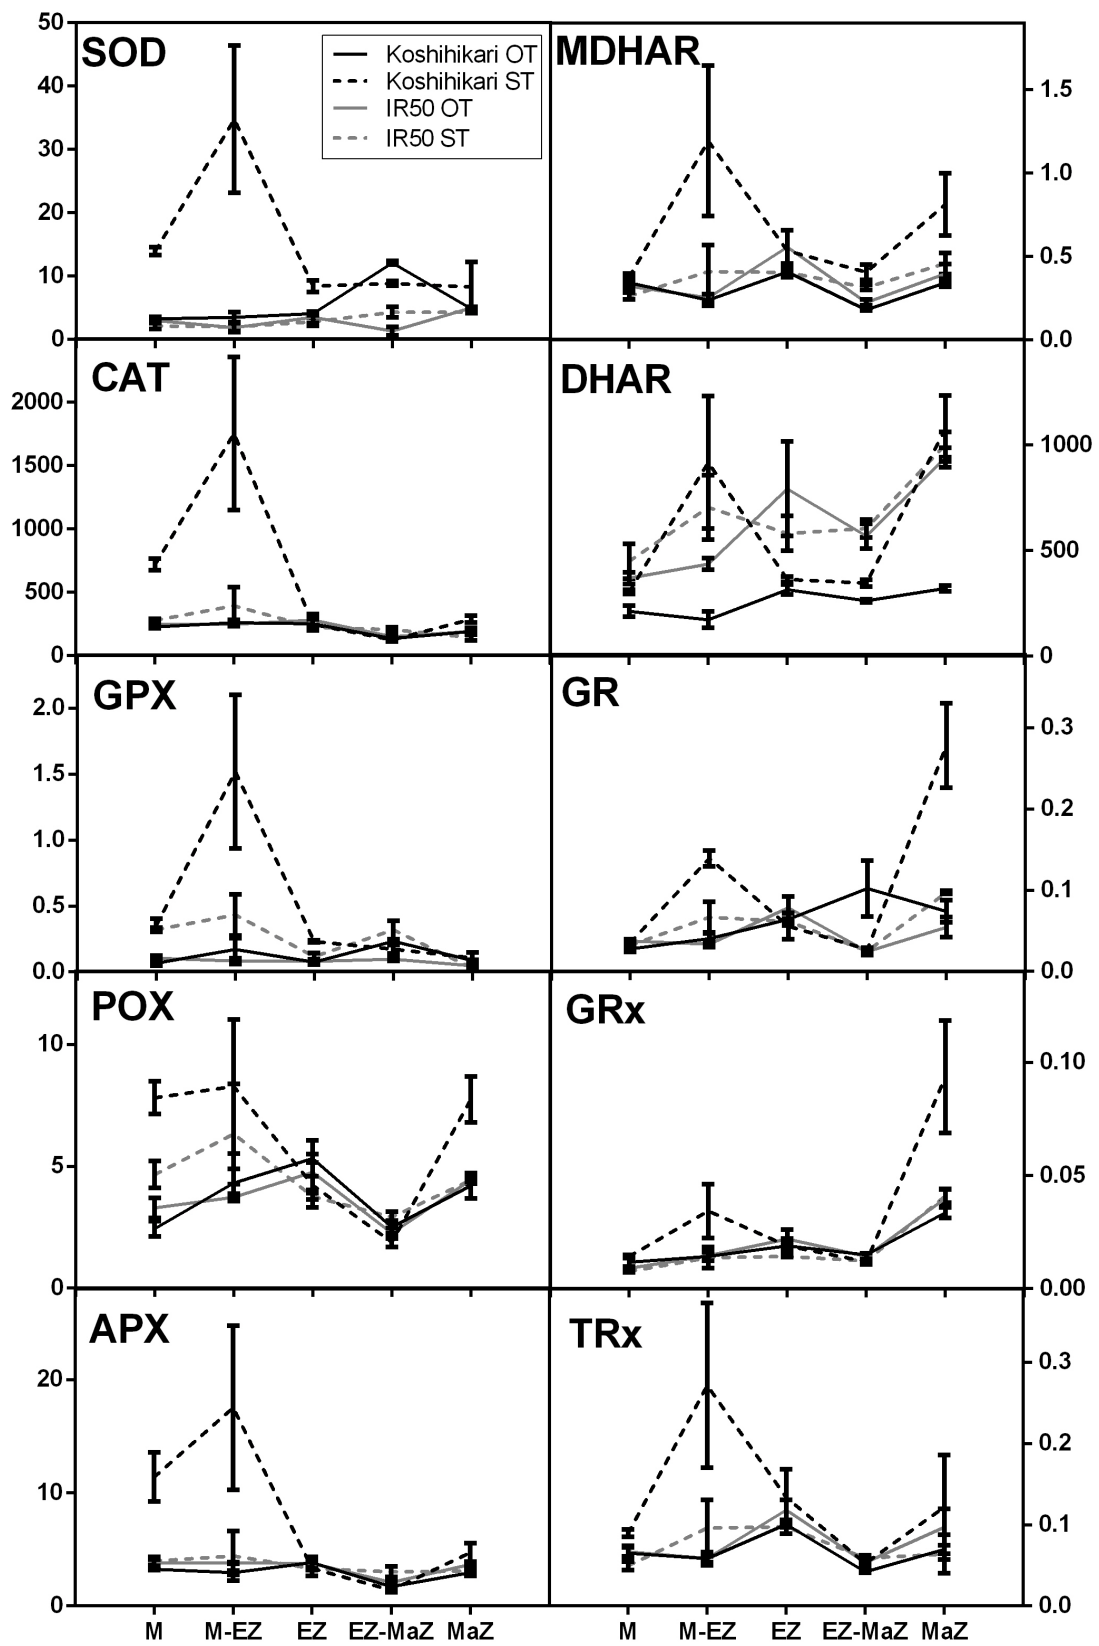 50
40
30
20
10
0
SOD
Koshihikari OT
Koshihikari ST
IR50 OT
IR50 ST
MDHAR
1.5
1.0
0.5
0.0
CAT
2000
1500
1000
500
0
DHAR
1000
500
0
GPX
2.0
1.5
1.0
0.5
0.0
GR
0.3
0.2
0.1
0.0
POX
10
5
0
GRx
0.10
0.05
0.00
APX
20
10
0
TRx
0.3
0.2
0.1
0.0
M M-EZ EZ EZ-MaZ MaZ
M M-EZ EZ EZ-MaZ MaZ